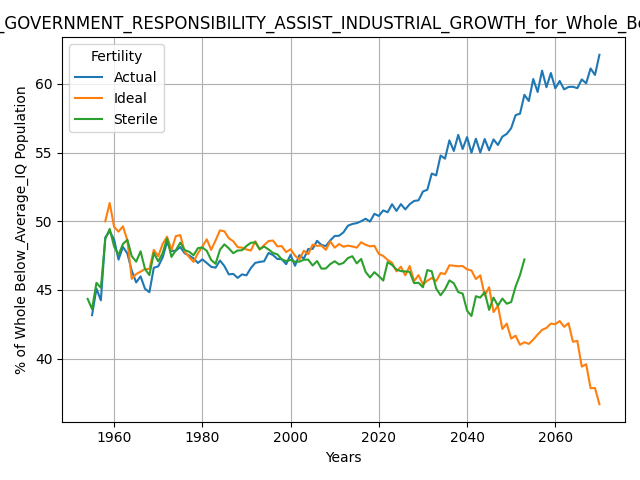 _GOVERNMENT_RESPONSIBILITY_ASSIST_INDUSTRIAL_GROWTH_for_Whole_Be
Fertility
Actual
Ideal
Sterile
% of Whole Below_Average_IQ Population
60
55
50
45
40
1960 1980 2000 2020 2040 2060
Years